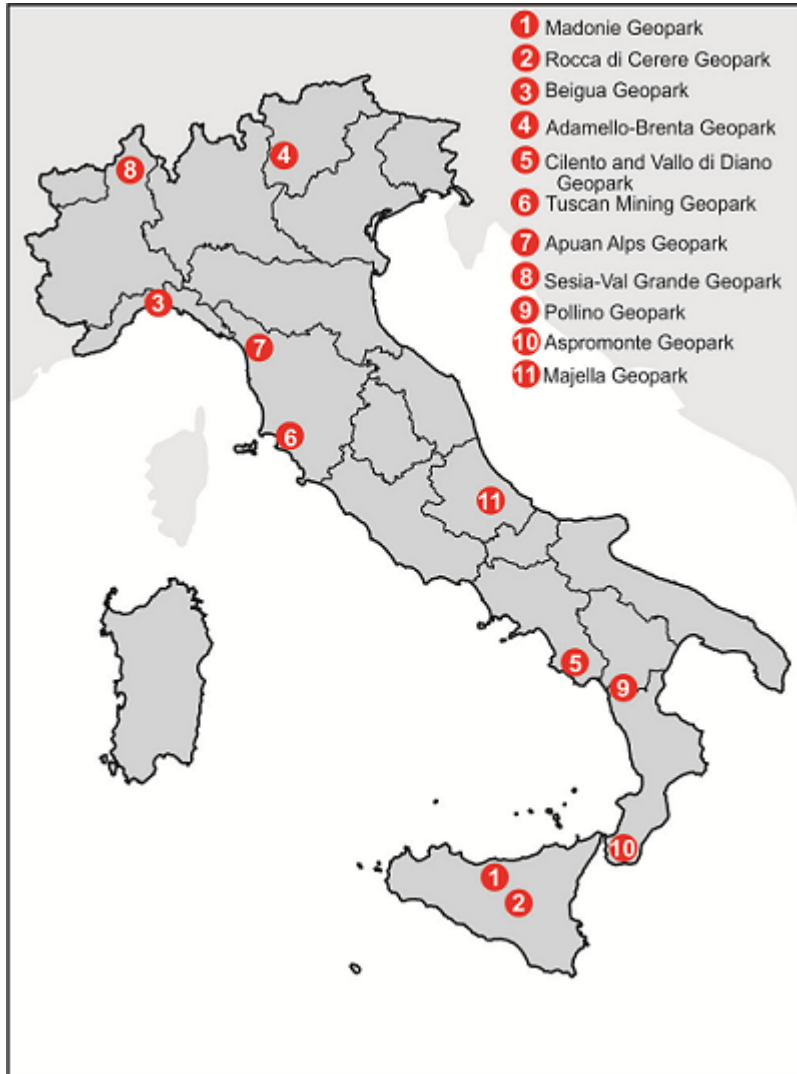 1 Madonie Geopark
2 Rocca di Cerere Geopark
3 Beigua Geopark
4 Adamello-Brenta Geopark
5 Cilento and Vallo di Diano
Geopark
6 Tuscan Mining Geopark
7 Apuan Alps Geopark
8 Sesia-Val Grande Geopark
9 Pollino Geopark
10 Aspromonte Geopark
11 Majella Geopark
4
8
3
7
6
11
5
9
10
1
2